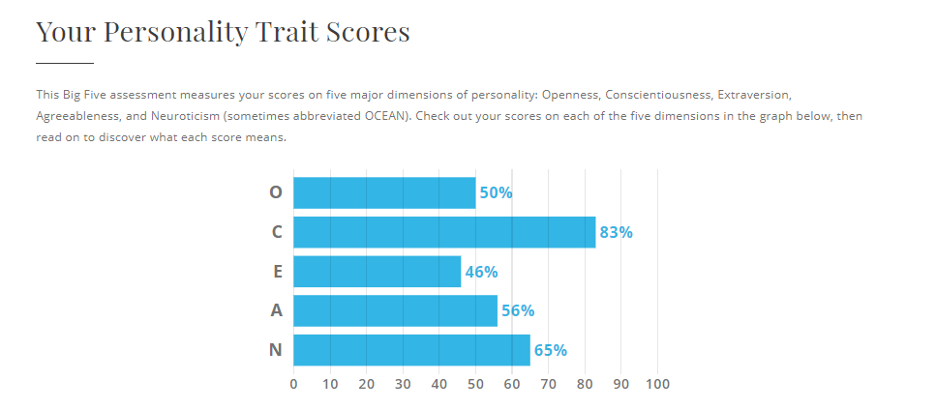 Your Personality Trait Scores
This Big Five assessment measures your scores on five major dimensions of personality: Openness, Conscientiousness, Extraversion,
Agreeableness, and Neuroticism (sometimes abbreviated OCEAN). Check out your scores on each of the five dimensions in the graph below, then
read on to discover what each score means.
O 50%
C 83%
E 46%
A 56%
N 65%
0 10 20 30 40 50 60 70 80 90 100